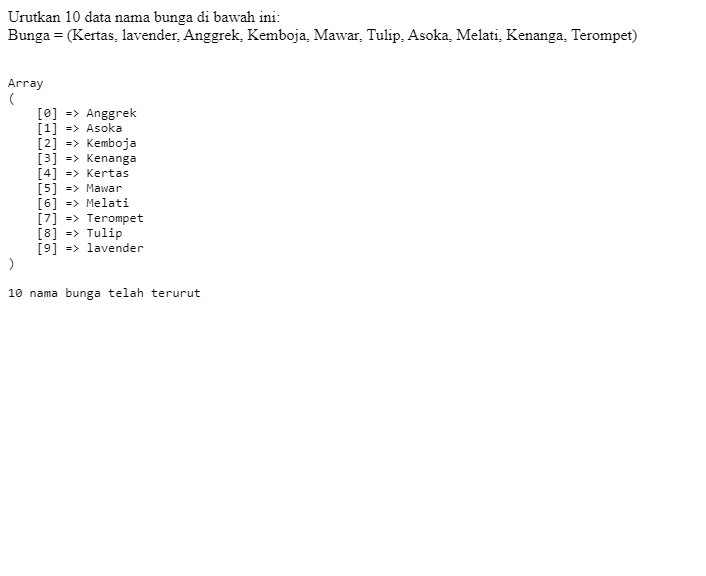 Urutkan 10 data nama bunga di bawah ini:
Bunga = (Kertas, lavender, Anggrek, Kemboja, Mawar, Tulip, Asoka, Melati, Kenanga, Terompet)
Array
(
    [0] => Anggrek
    [1] => Asoka
    [2] => Kemboja
    [3] => Kenanga
    [4] => Kertas
    [5] => Mawar
    [6] => Melati
    [7] => Terompet
    [8] => Tulip
    [9] => lavender
)
10 nama bunga telah terurut